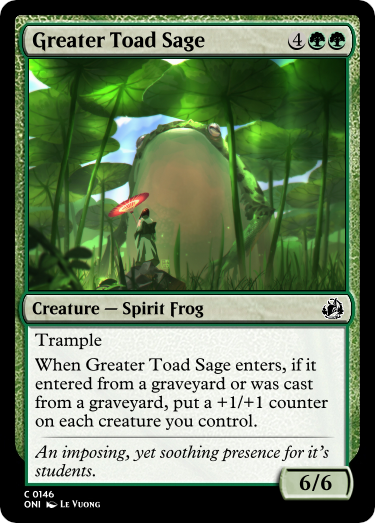 Greater Toad Sage 4
Creature — Spirit Frog
Trample
When Greater Toad Sage enters, if it
entered from a graveyard or was cast
from a graveyard, put a +1/+1 counter
on each creature you control.
An imposing, yet soothing presence for it's
students.
6/6
C 0146
ONI Le Vuong